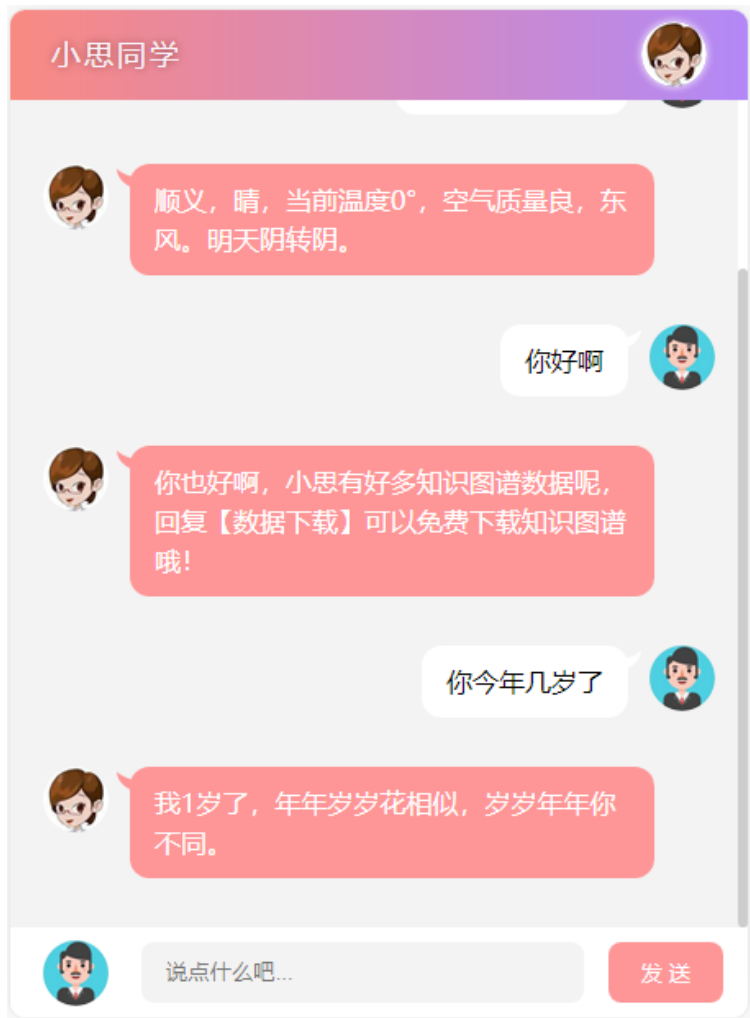 小思同学
顺义，晴，当前温度0°，空气质量良，东
风。明天阴转阴。
你好啊
你也好啊，小思有好多知识图谱数据呢，
回复【数据下载】可以免费下载知识图谱
哦！
你今年几岁了
我1岁了，年年岁岁花相似，岁岁年年你
不同。
说点什么吧...
发 送